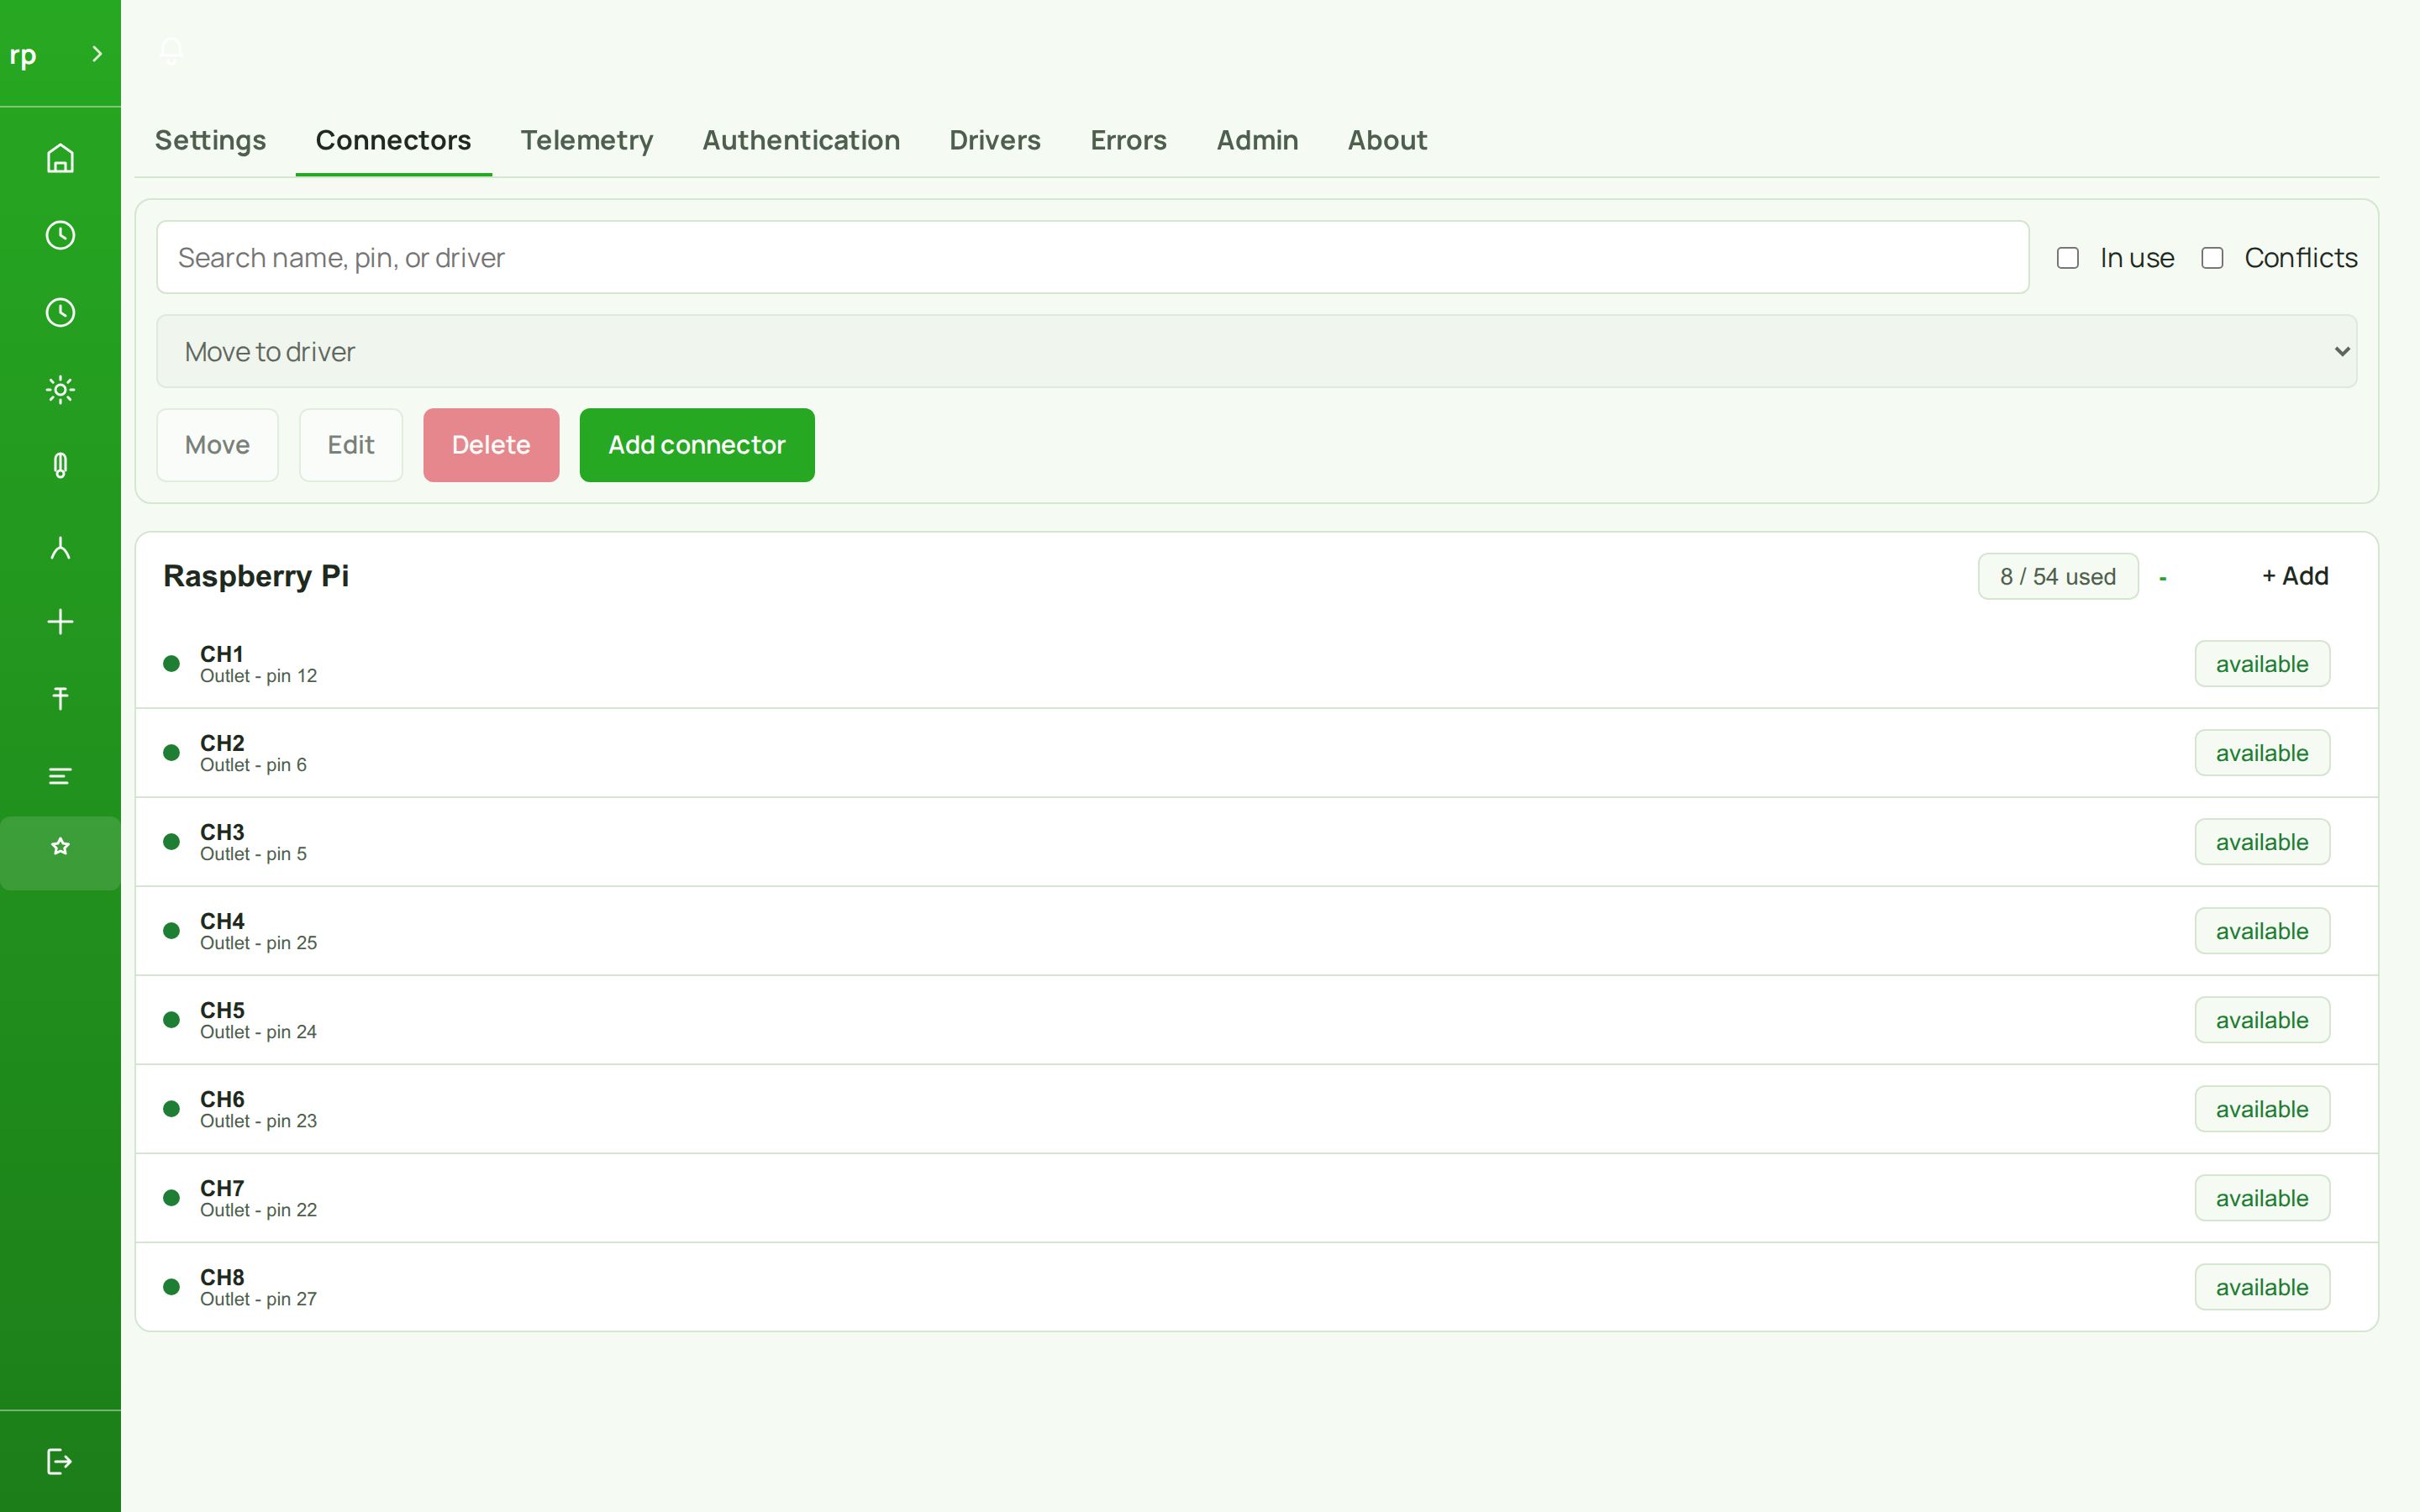 rp
Settings Connectors Telemetry Authentication Drivers Errors Admin About
Search name, pin, or driver
In use Conflicts
Move to driver
Move Edit Delete Add connector
Raspberry Pi 8 / 54 used - + Add
CH1
Outlet - pin 12
available
CH2
Outlet - pin 6
available
CH3
Outlet - pin 5
available
CH4
Outlet - pin 25
available
CH5
Outlet - pin 24
available
CH6
Outlet - pin 23
available
CH7
Outlet - pin 22
available
CH8
Outlet - pin 27
available